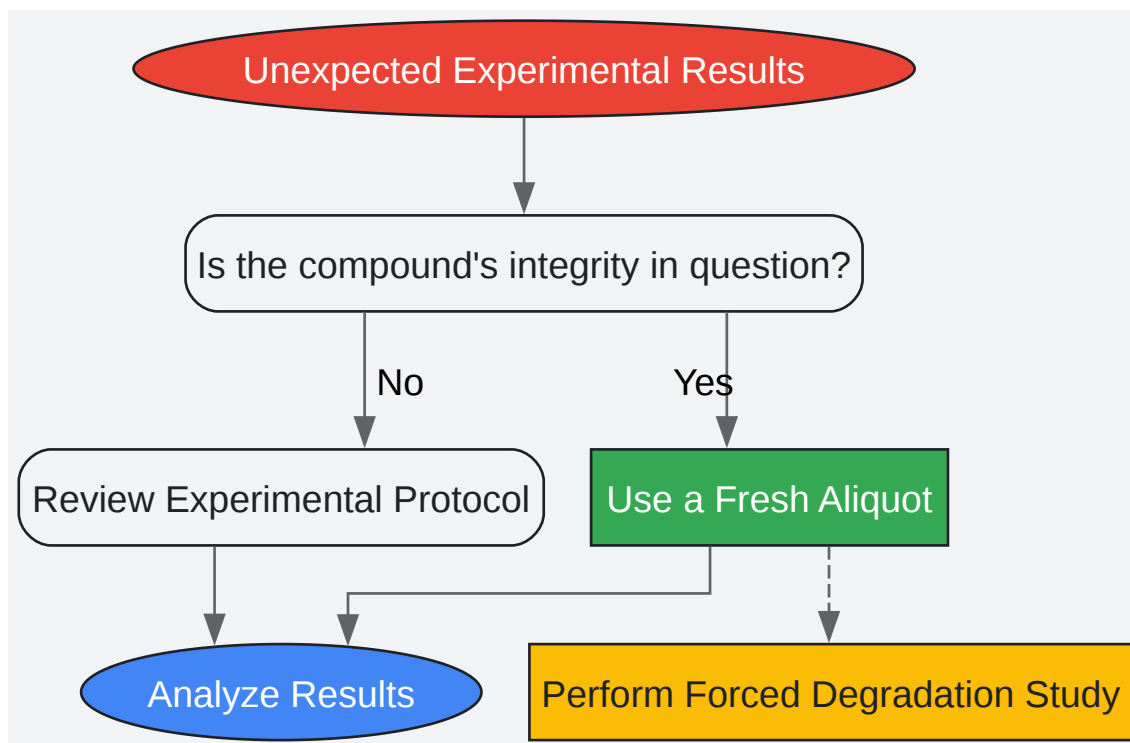 Unexpected Experimental Results
Is the compound's integrity in question?
No
Yes
Review Experimental Protocol
Use a Fresh Aliquot
Analyze Results
Perform Forced Degradation Study